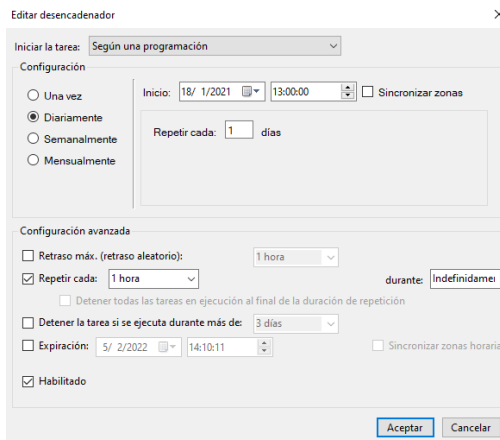 Editar desencadenador
Iniciar la tarea: Según una programación
Configuración
Una vez
Diariamente
Semanalmente
Mensualmente
Inicio: 18/ 1/2021 13:00:00 Sincronizar zonas
Repetir cada: 1 días
Configuración avanzada
Retraso máx. (retraso aleatorio): 1 hora
Repetir cada: 1 hora durante: Indefinidamen
Detener todas las tareas en ejecución al final de la duración de repetición
Detener la tarea si se ejecuta durante más de: 3 días
Expiración: 5/ 2/2022 14:10:11 Sincronizar zonas horaria
Habilitado
Aceptar Cancelar